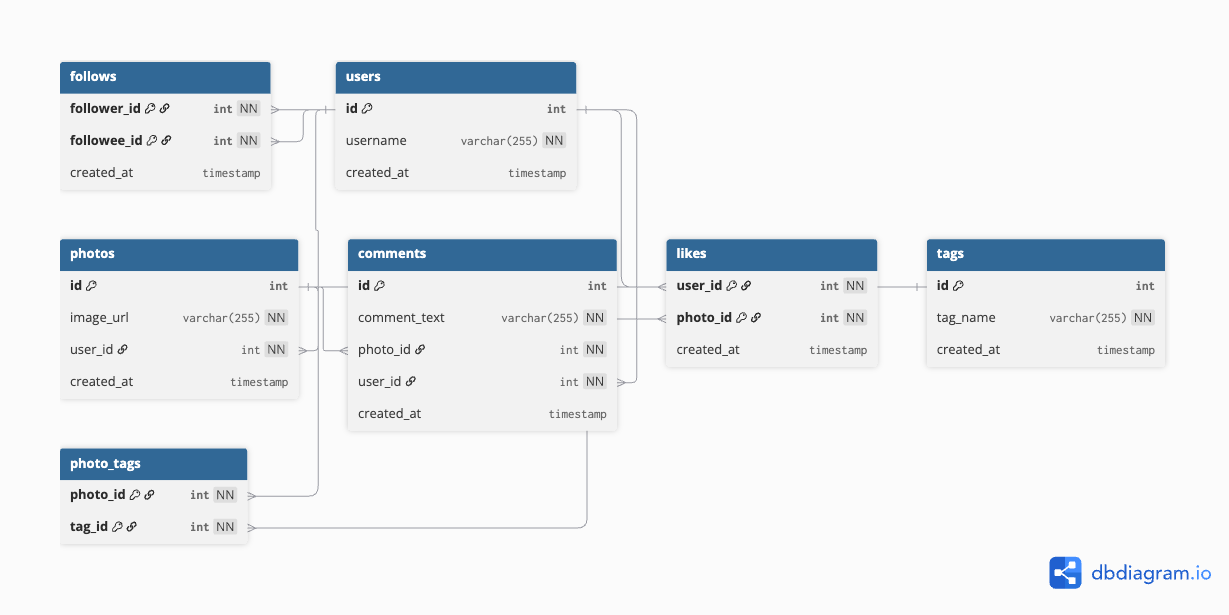 follows
follower_id int NN
followee_id int NN
created_at timestamp
users
id int
username varchar(255) NN
created_at timestamp
photos
id int
image_url varchar(255) NN
user_id int NN
created_at timestamp
comments
id int
comment_text varchar(255) NN
photo_id int NN
user_id int NN
created_at timestamp
likes
user_id int NN
photo_id int NN
created_at timestamp
tags
id int
tag_name varchar(255) NN
created_at timestamp
photo_tags
photo_id int NN
tag_id int NN
dbdiagram.io